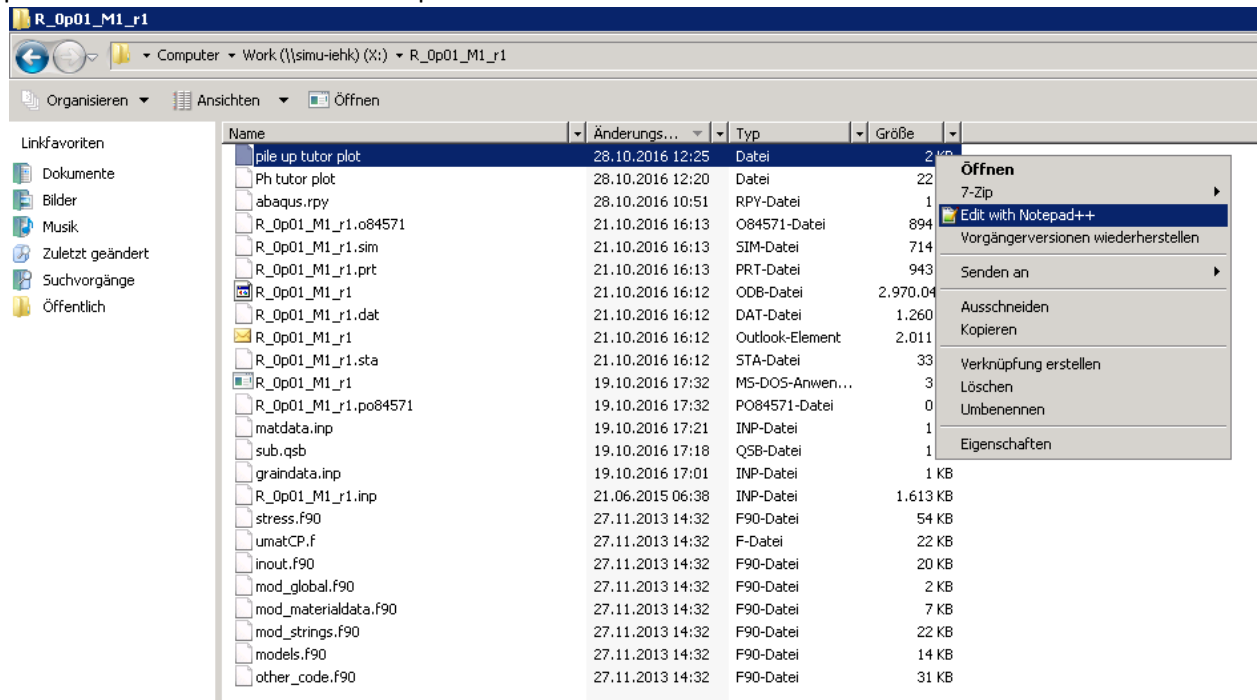 R_0p01_M1_r1
Computer Work (\\simu-iehk) (X:) R_0p01_M1_r1
Organisieren Ansichten Öffnen
Linkfavoriten
Dokumente
Bilder
Musik
Zuletzt geändert
Suchvorgänge
Öffentlich
Name Änderungs... Typ Größe
pile up tutor plot 28.10.2016 12:25 Datei 2 KB
Ph tutor plot 28.10.2016 12:20 Datei 22
abaqus.rpy 28.10.2016 10:51 RPY-Datei 1
R_0p01_M1_r1.o84571 21.10.2016 16:13 O84571-Datei 894
R_0p01_M1_r1.sim 21.10.2016 16:13 SIM-Datei 714
R_0p01_M1_r1.prt 21.10.2016 16:13 PRT-Datei 943
R_0p01_M1_r1 21.10.2016 16:12 ODB-Datei 2.970.04
R_0p01_M1_r1.dat 21.10.2016 16:12 DAT-Datei 1.260
R_0p01_M1_r1 21.10.2016 16:12 Outlook-Element 2.011
R_0p01_M1_r1.sta 21.10.2016 16:12 STA-Datei 33
R_0p01_M1_r1 19.10.2016 17:32 MS-DOS-Anwen... 3
R_0p01_M1_r1.po84571 19.10.2016 17:32 PO84571-Datei 0
matdata.inp 19.10.2016 17:21 INP-Datei 1
sub.qsb 19.10.2016 17:18 QSB-Datei 1
graindata.inp 19.10.2016 17:01 INP-Datei 1 KB
R_0p01_M1_r1.inp 21.06.2015 06:38 INP-Datei 1.613 KB
stress.f90 27.11.2013 14:32 F90-Datei 54 KB
umatCP.f 27.11.2013 14:32 F-Datei 22 KB
inout.f90 27.11.2013 14:32 F90-Datei 20 KB
mod_global.f90 27.11.2013 14:32 F90-Datei 2 KB
mod_materialdata.f90 27.11.2013 14:32 F90-Datei 7 KB
mod_strings.f90 27.11.2013 14:32 F90-Datei 22 KB
models.f90 27.11.2013 14:32 F90-Datei 14 KB
other_code.f90 27.11.2013 14:32 F90-Datei 31 KB
Öffnen
7-Zip
Edit with Notepad++
Vorgängerversionen wiederherstellen
Senden an
Ausschneiden
Kopieren
Verknüpfung erstellen
Löschen
Umbenennen
Eigenschaften